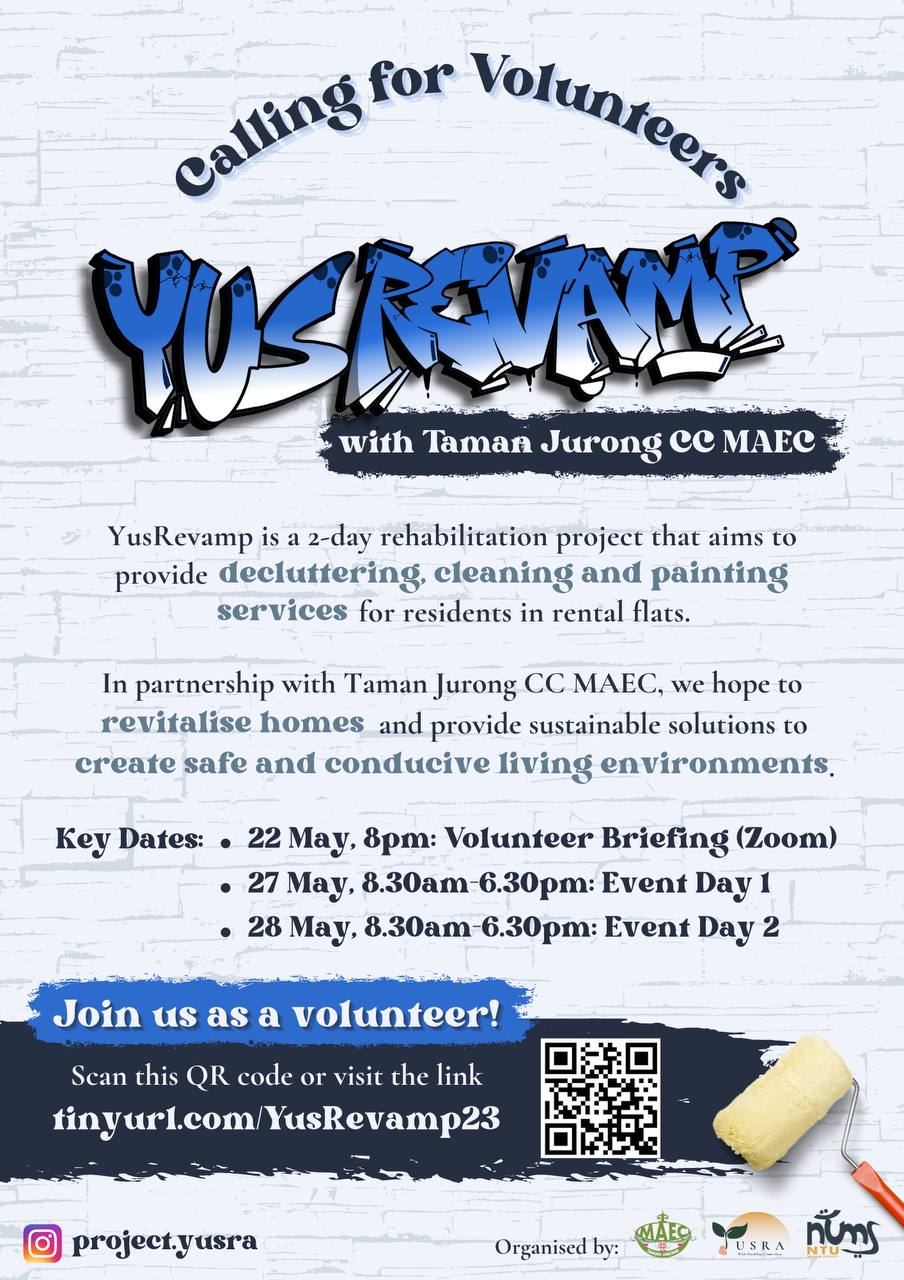 Calling for Volunteers
YUS REVAMP
with Taman Jurong CC MAEC
YusRevamp is a 2-day rehabilitation project that aims to
provide decluttering, cleaning and painting
services for residents in rental flats.
In partnership with Taman Jurong CC MAEC, we hope to
revitalise homes and provide sustainable solutions to
create safe and conducive living environments.
Key Dates: • 22 May, 8pm: Volunteer Briefing (Zoom)
• 27 May, 8.30am-6.30pm: Event Day 1
• 28 May, 8.30am-6.30pm: Event Day 2
Join us as a volunteer!
Scan this QR code or visit the link
tinyurl.com/YusRevamp23
project.yusra
Organised by:
MAEC
TAMAN JURONG
YUSRA
NUMS
NTU